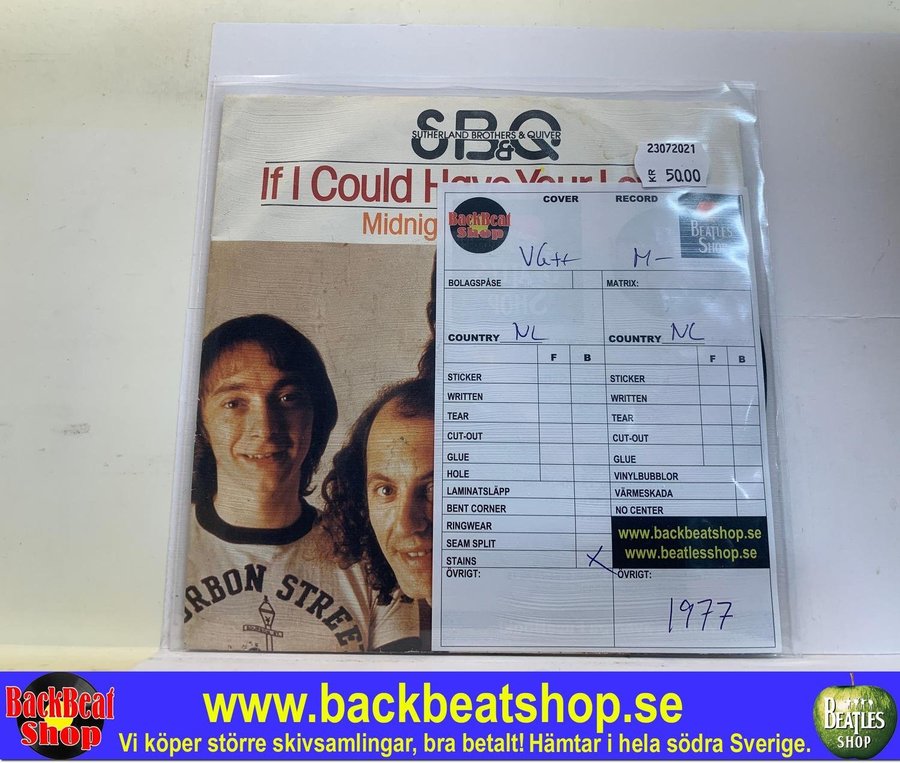 SB&Q
SUTHERLAND BROTHERS & QUIVER
If I Could Have Your Lo
Midnig
23072021
KR 50.00
BackBeat
Shop
COVER RECORD
BEATLES
SHOP
VG++ M-
BOLAGSPÅSE MATRIX:
COUNTRY NL COUNTRY NL
F B F B
STICKER STICKER
WRITTEN WRITTEN
TEAR TEAR
CUT-OUT CUT-OUT
GLUE GLUE
HOLE VINYLBUBBLOR
LAMINATSLÄPP VÄRMESKADA
BENT CORNER NO CENTER
RINGWEAR
SEAM SPLIT
STAINS X
www.backbeatshop.se
www.beatlesshop.se
ÖVRIGT: ÖVRIGT:
1977
RBON STREE
BackBeat
Shop
www.backbeatshop.se
Vi köper större skivsamlingar, bra betalt! Hämtar i hela södra Sverige.
BEATLES
SHOP